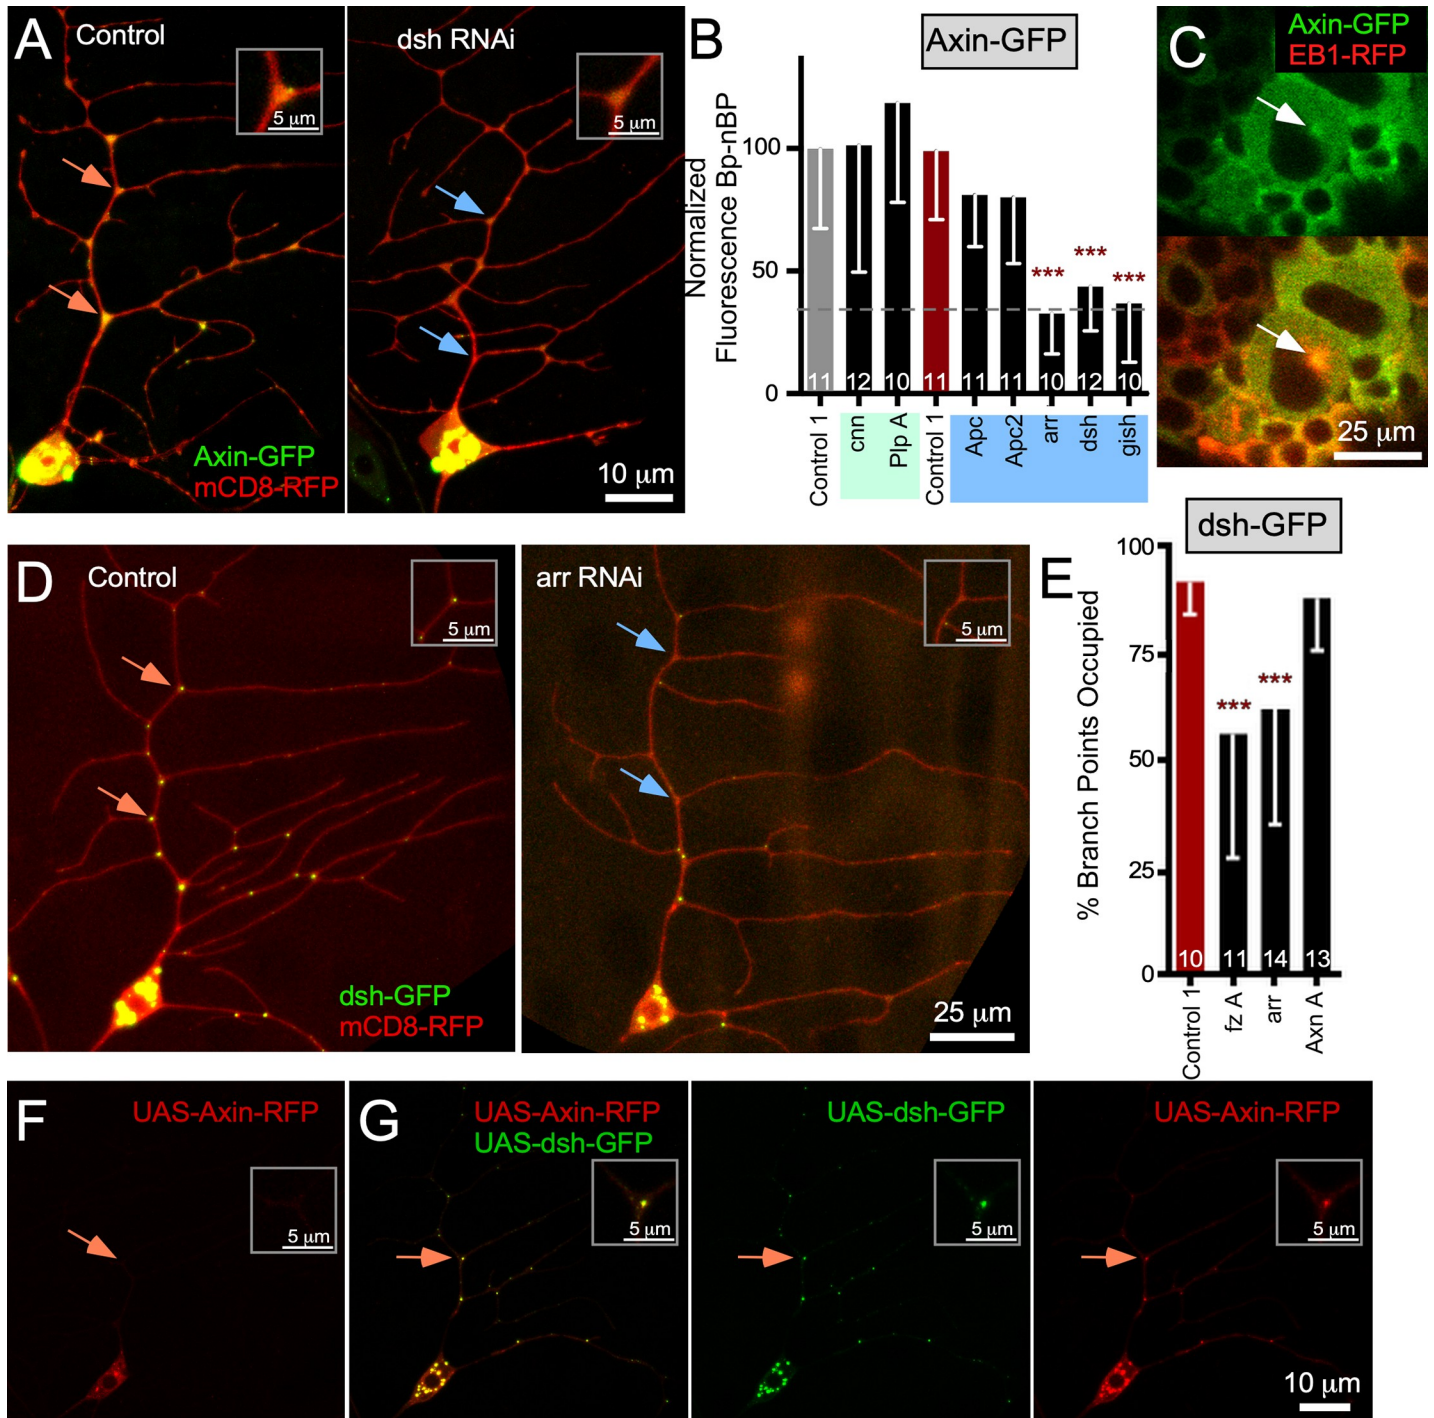 A
Control
dsh RNAi
5 µm
5 µm
Axin-GFP
mCD8-RFP
10 µm
B
Axin-GFP
Normalized
Fluorescence Bp-nBP
100
50
0
***
***
***
11
12
10
11
11
11
10
12
10
Control 1
cnn
Plp A
Control 1
Apc
Apc2
arr
dsh
gish
C
Axin-GFP
EB1-RFP
25 µm
D
Control
arr RNAi
5 µm
5 µm
dsh-GFP
mCD8-RFP
25 µm
E
dsh-GFP
% Branch Points Occupied
100
75
50
25
0
***
***
10
11
14
13
Control 1
fz A
arr
Axn A
F
UAS-Axin-RFP
5 µm
G
UAS-Axin-RFP
UAS-dsh-GFP
5 µm
UAS-dsh-GFP
5 µm
UAS-Axin-RFP
5 µm
10 µm